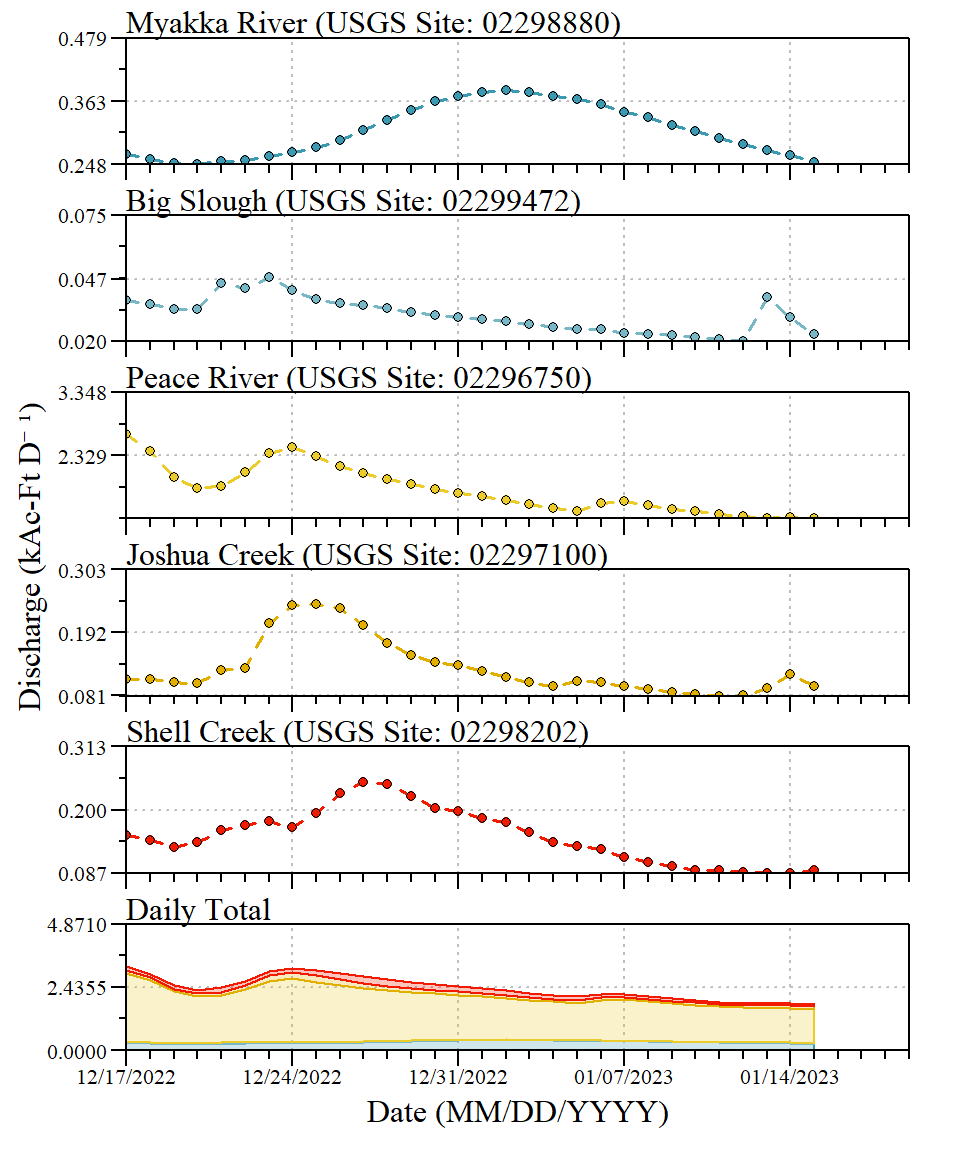 Myakka River (USGS Site: 02298880)
0.479
0.363
0.248
Big Slough (USGS Site: 02299472)
0.075
0.047
0.020
Peace River (USGS Site: 02296750)
3.348
2.329
Discharge (kAc-Ft D⁻¹)
Joshua Creek (USGS Site: 02297100)
0.303
0.192
0.081
Shell Creek (USGS Site: 02298202)
0.313
0.200
0.087
Daily Total
4.8710
2.4355
0.0000
12/17/2022 12/24/2022 12/31/2022 01/07/2023 01/14/2023
Date (MM/DD/YYYY)